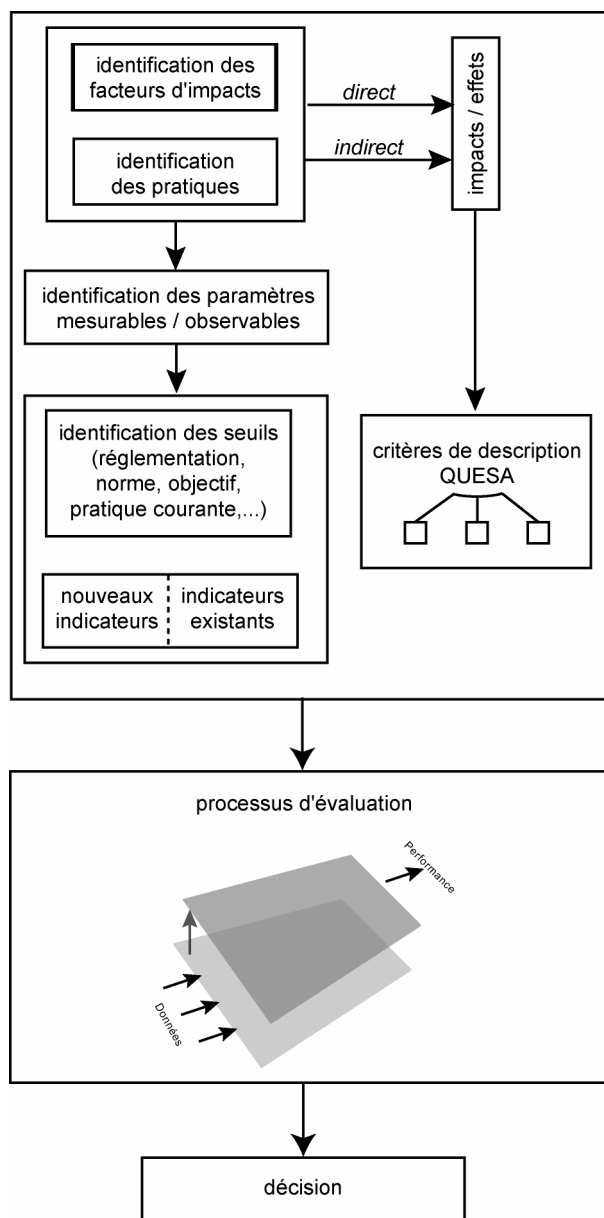 identification des
facteurs d'impacts
direct
impacts / effets
identification
des pratiques
indirect
identification des paramètres
mesurables / observables
identification des seuils
(réglementation,
norme, objectif,
pratique courante,...)
nouveaux
indicateurs
indicateurs
existants
critères de description
QUESA
processus d'évaluation
Performance
Données
décision